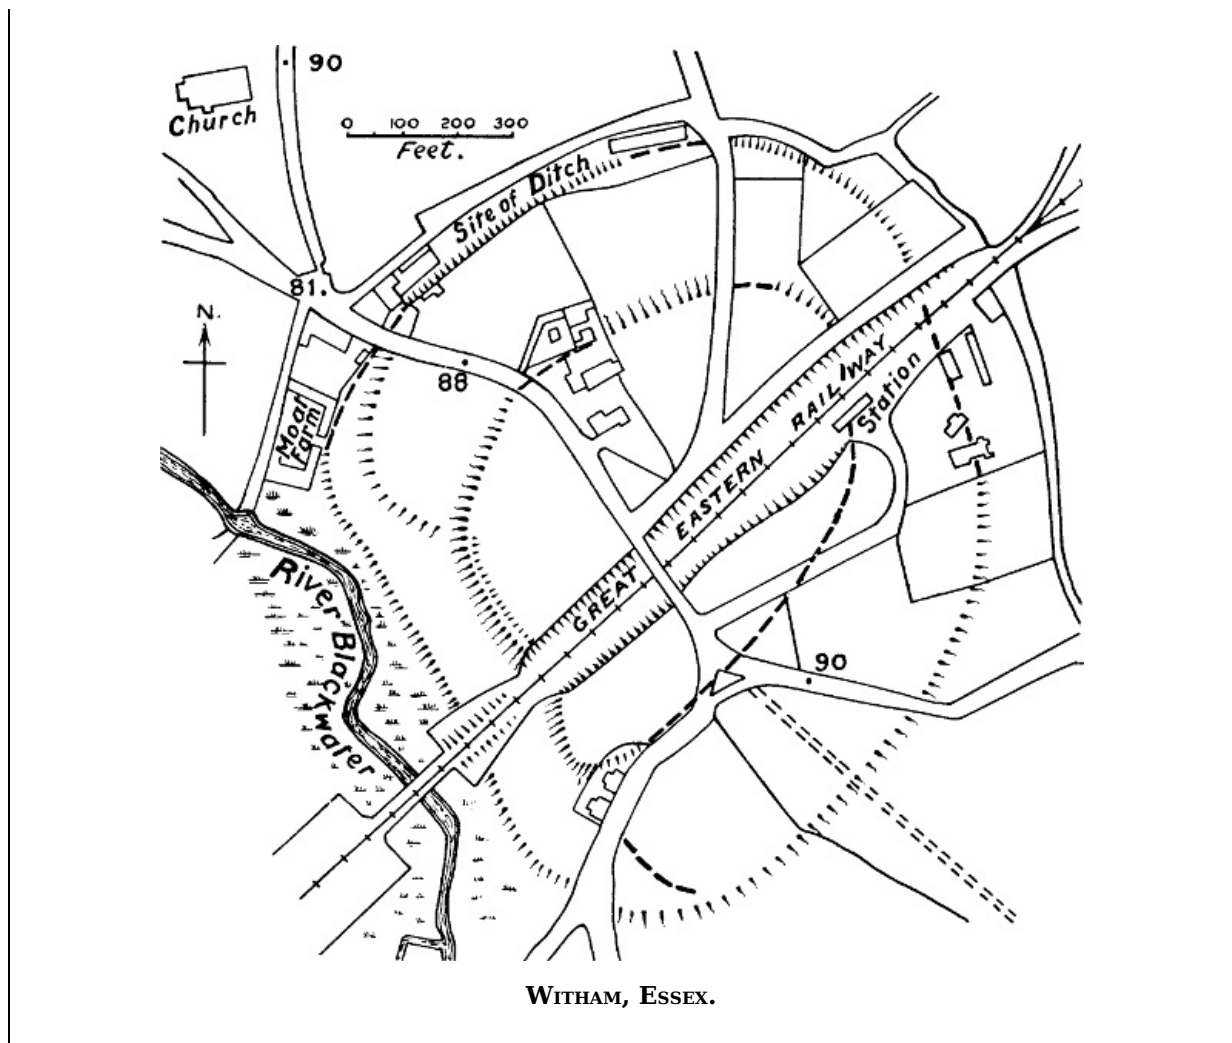 90
Church
0 100 200 300
Feet.
Site of Ditch
81.
N.
88
Moat Farm
GREAT EASTERN RAILWAY
Station
River Blackwater
90
Witham, Essex.